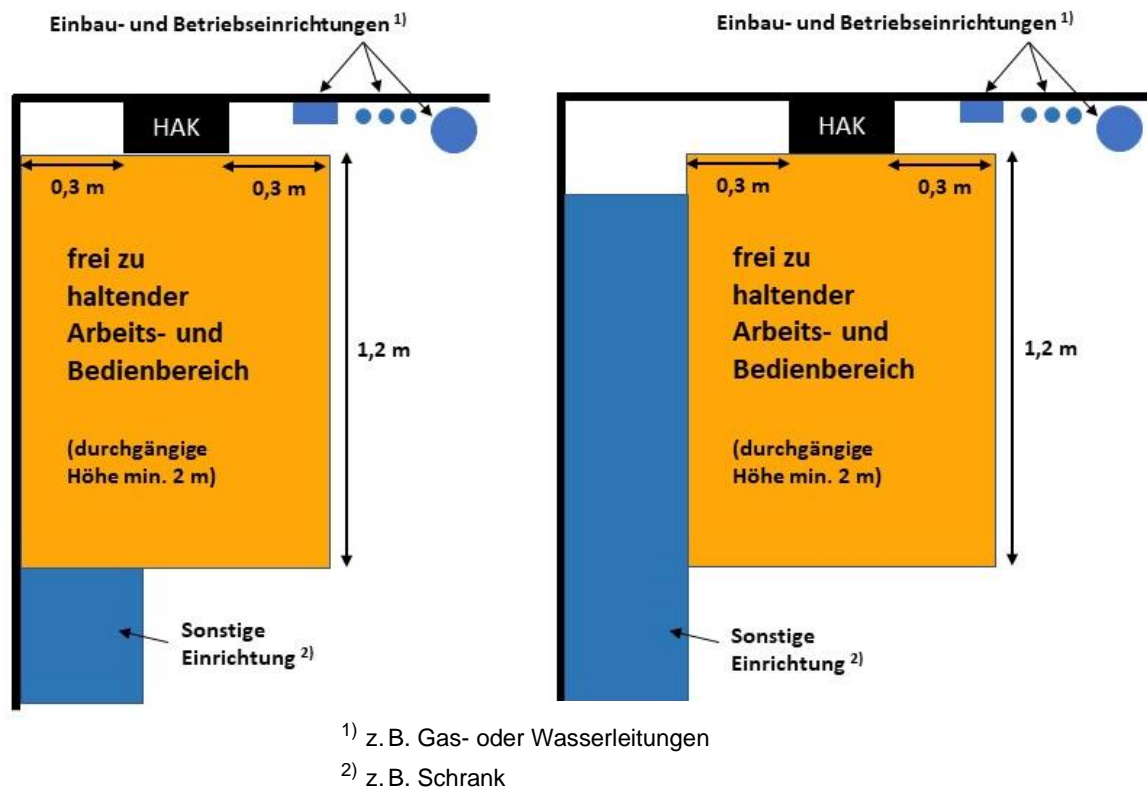 Einbau- und Betriebseinrichtungen 1)
HAK
0,3 m
0,3 m
frei zu
haltender
Arbeits- und
Bedienbereich
(durchgängige
Höhe min. 2 m)
1,2 m
Sonstige
Einrichtung 2)
Einbau- und Betriebseinrichtungen 1)
HAK
0,3 m
0,3 m
frei zu
haltender
Arbeits- und
Bedienbereich
(durchgängige
Höhe min. 2 m)
1,2 m
Sonstige
Einrichtung 2)
1) z. B. Gas- oder Wasserleitungen
2) z. B. Schrank